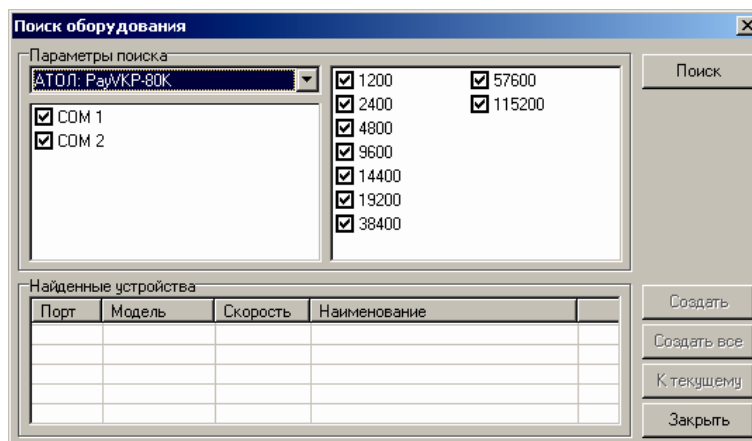 Поиск оборудования
Параметры поиска
АТОЛ: PayVKP-80K
COM 1
COM 2
1200
2400
4800
9600
14400
19200
38400
57600
115200
Поиск
Найденные устройства
Порт Модель Скорость Наименование
Создать
Создать все
К текущему
Закрыть